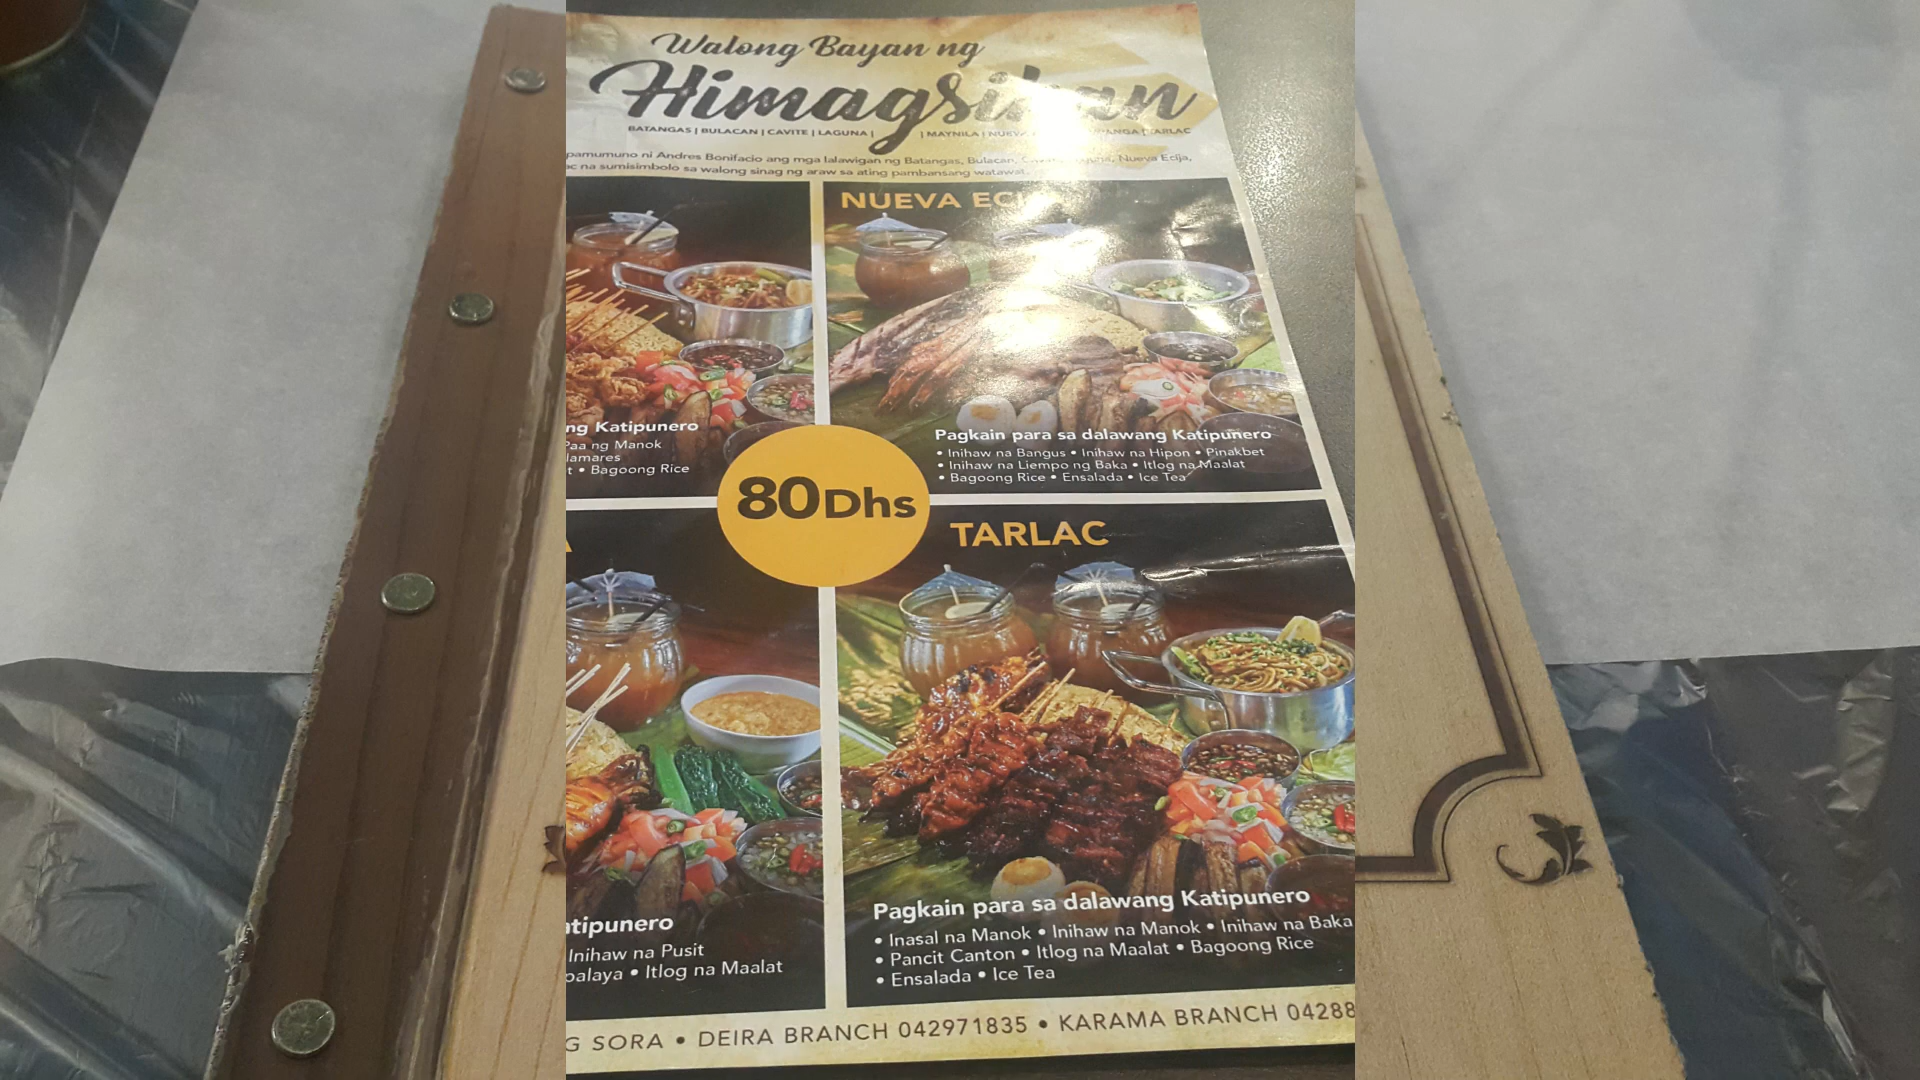 Walong Bayan ng
Himagsikan
BATANGAS | BULACAN | CAVITE | LAGUNA | | MAYNILA | NUEVA TARLAC
pamumuno ni Andres Bonifacio ang mga lalawigan ng Batangas, Bulacan, Nueva Ecija,
na sumisimbolo sa walong sinag ng araw sa ating pambansang watawat.
ng Katipunero
Paa ng Manok
Bagoong Rice
NUEVA
Pagkain para sa dalawang Katipunero
• Inihaw na Bangus • Inihaw na Hipon • Pinakbet
• Inihaw na Liempo ng Baka • Itlog na Maalat
• Bagoong Rice • Ensalada • Ice Tea
80Dhs
Inihaw na Pusit
• Itlog na Maalat
TARLAC
Pagkain para sa dalawang Katipunero
• Inasal na Manok • Inihaw na Manok • Inihaw na Baka
• Pancit Canton • Itlog na Maalat • Bagoong Rice
• Ensalada • Ice Tea
SORA • DEIRA BRANCH 042971835 • KARAMA BRANCH 04288